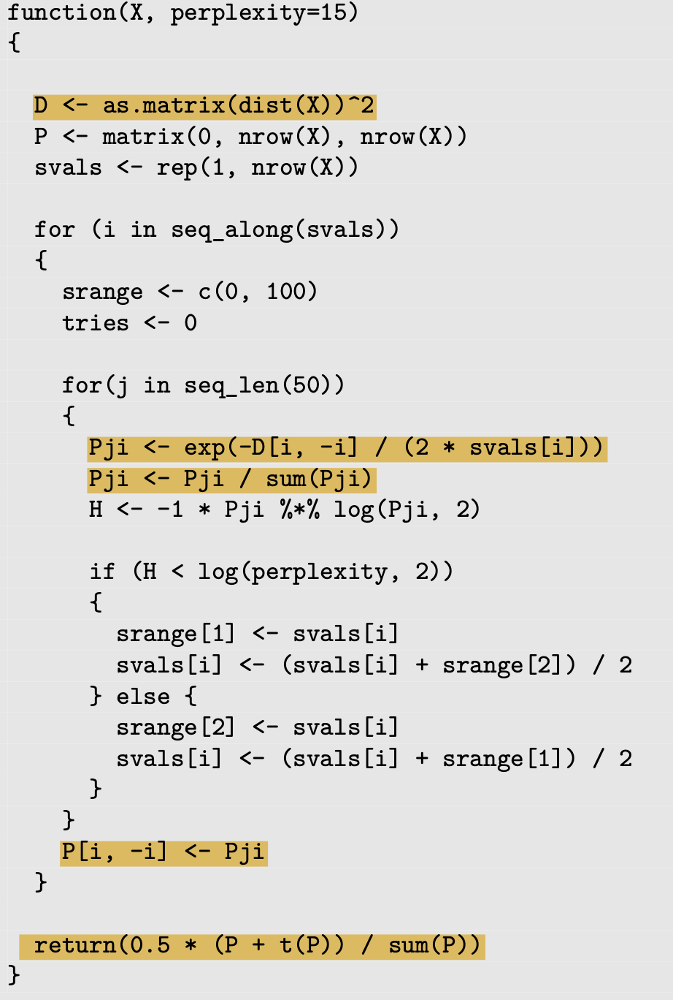 function(X, perplexity=15)
{
D <- as.matrix(dist(X))^2
P <- matrix(0, nrow(X), nrow(X))
svals <- rep(1, nrow(X))
for (i in seq_along(svals))
{
srange <- c(0, 100)
tries <- 0
for(j in seq_len(50))
{
Pji <- exp(-D[i, -i] / (2 * svals[i]))
Pji <- Pji / sum(Pji)
H <- -1 * Pji %*% log(Pji, 2)
if (H < log(perplexity, 2))
{
srange[1] <- svals[i]
svals[i] <- (svals[i] + srange[2]) / 2
} else {
srange[2] <- svals[i]
svals[i] <- (svals[i] + srange[1]) / 2
}
}
P[i, -i] <- Pji
}
return(0.5 * (P + t(P)) / sum(P))
}